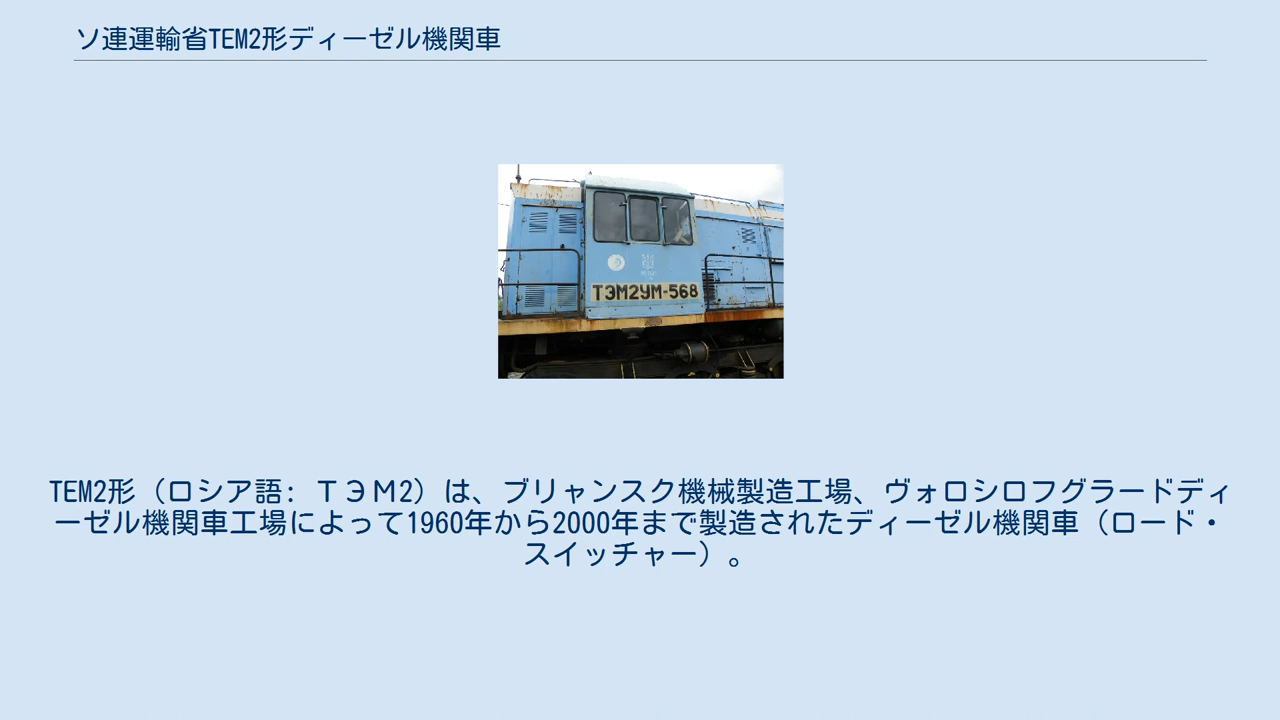 ソ連運輸省TEM2形ディーゼル機関車
ТЭМ2УМ-568
TEM2形（ロシア語: ТЭМ2）は、ブリャンスク機械製造工場、ヴォロシロフグラードディ
ーゼル機関車工場によって1960年から2000年まで製造されたディーゼル機関車（ロード・
スイッチャー）。